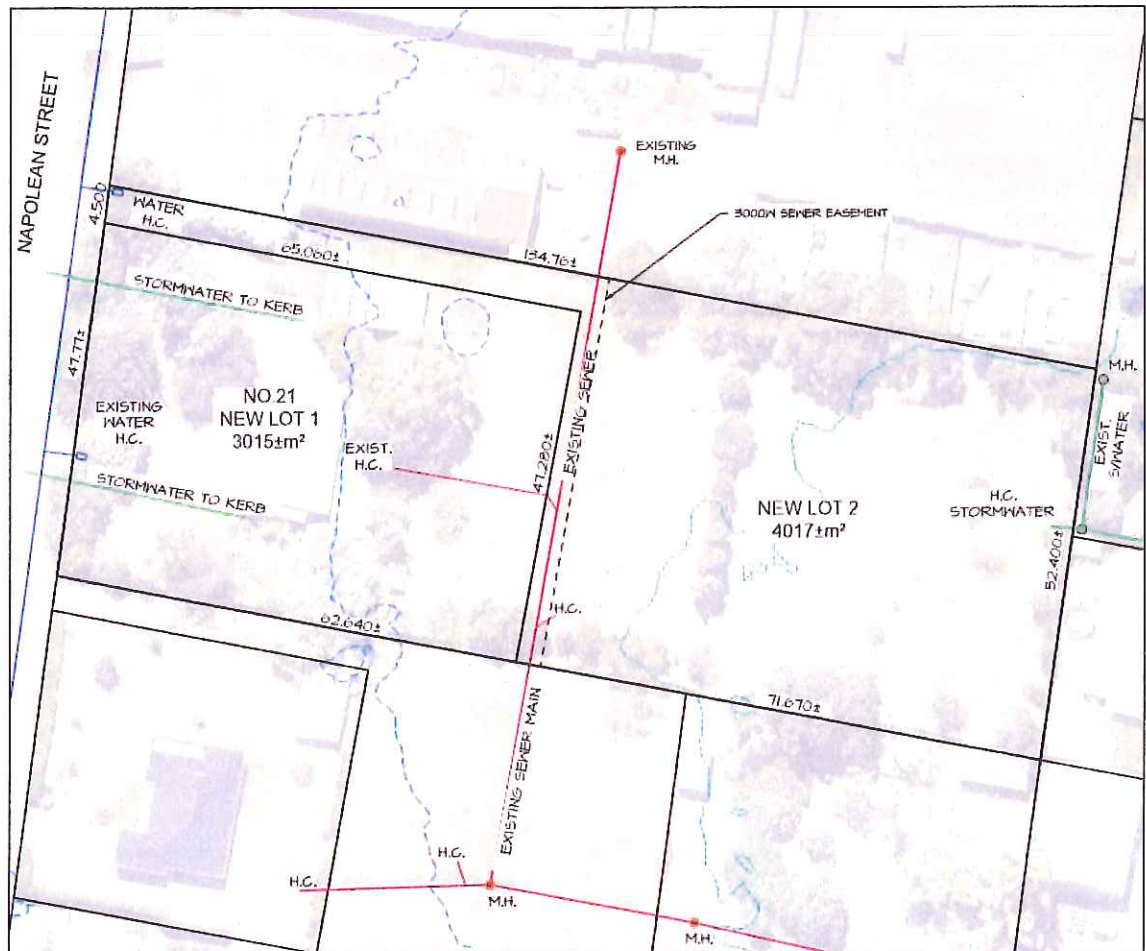 NAPOLEAN STREET
EXISTING
M.H.
3000W SEWER EASEMENT
4.500
WATER
H.C.
65.060±
134.76±
STORMWATER TO KERB
47.77±
NO.21
NEW LOT 1
3015±m²
EXISTING
WATER
H.C.
EXIST.
H.C.
47.280±
EXISTING SEWER
STORMWATER TO KERB
M.H.
EXIST.
S/WATER
NEW LOT 2
4017±m²
H.C.
STORMWATER
52.400±
H.C.
62.640±
71.670±
EXISTING SEWER MAIN
H.C.
H.C.
M.H.
M.H.